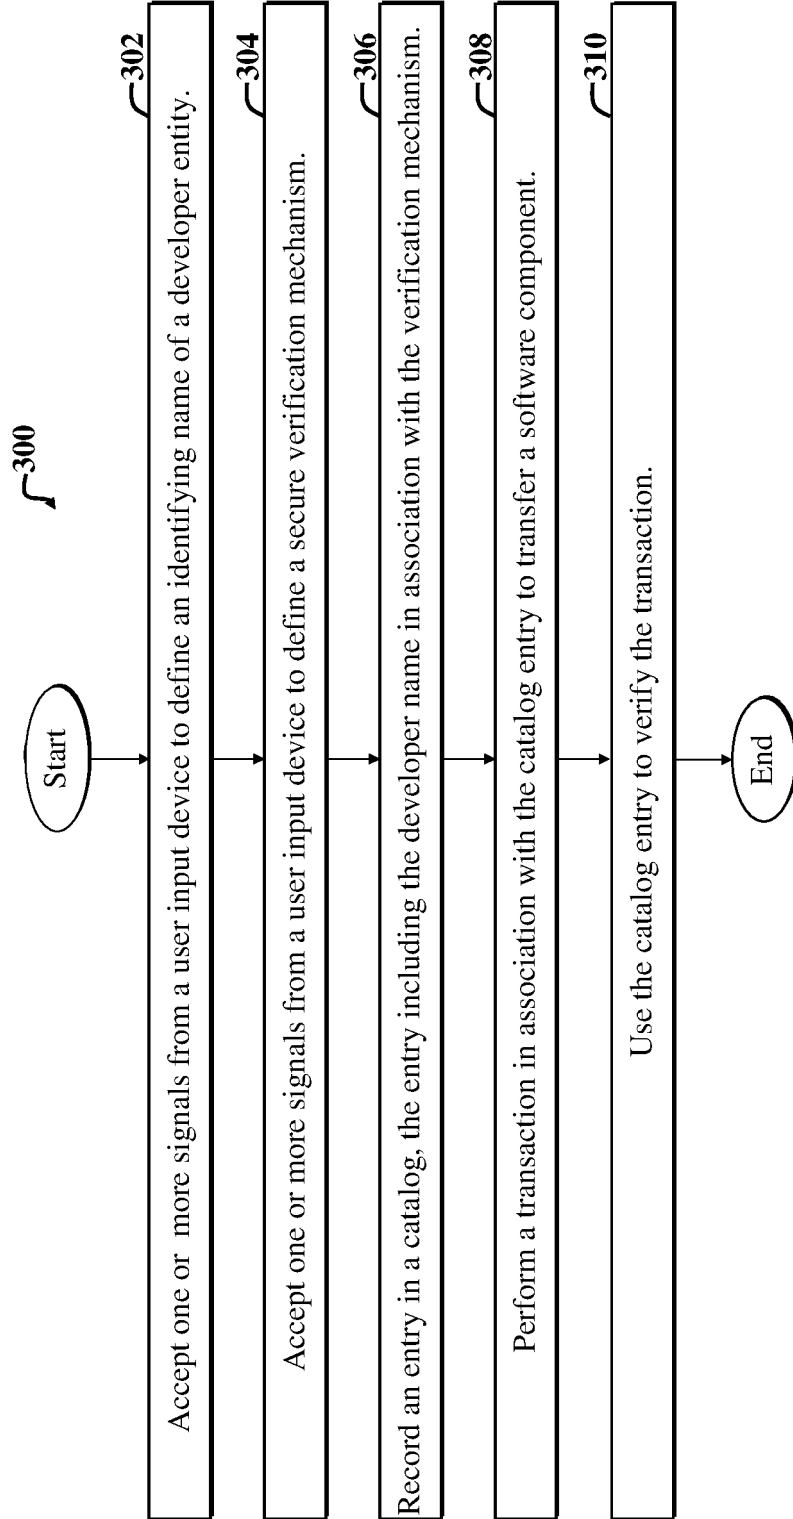 300
Start
302
Accept one or more signals from a user input device to define an identifying name of a developer entity.
304
Accept one or more signals from a user input device to define a secure verification mechanism.
306
Record an entry in a catalog, the entry including the developer name in association with the verification mechanism.
308
Perform a transaction in association with the catalog entry to transfer a software component.
310
Use the catalog entry to verify the transaction.
End